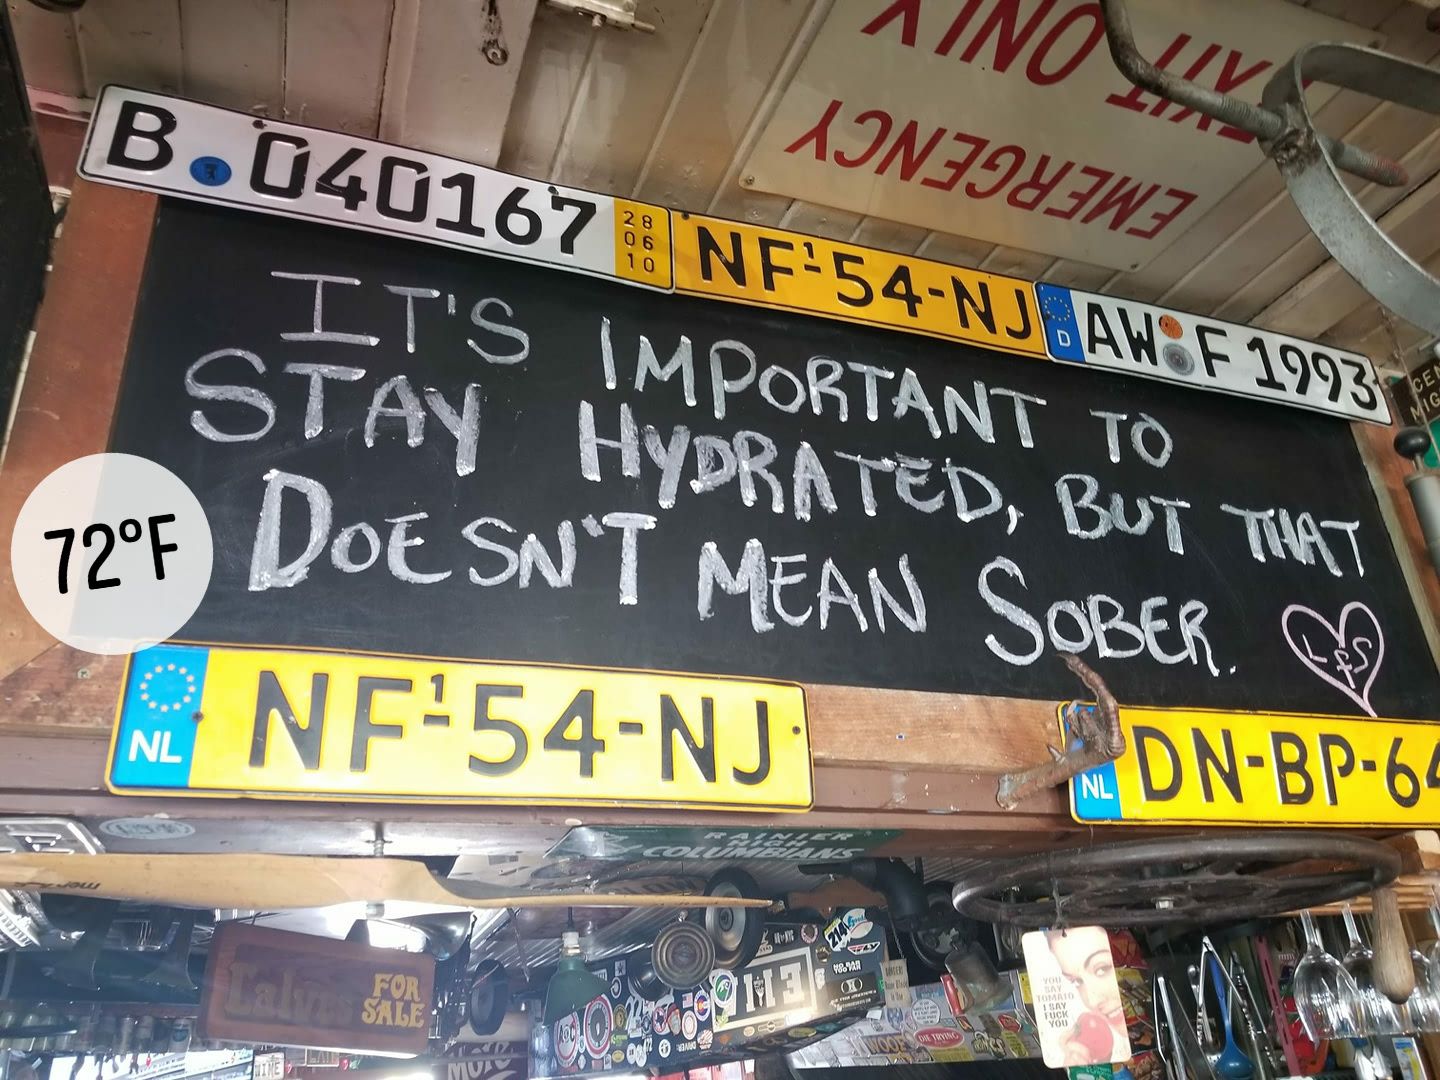 EMERGENCY
EXIT ONLY
B 040167 28 06 10
NF-1 54-NJ
D AW F 1993
IT'S IMPORTANT TO
STAY HYDRATED, BUT THAT
DOESN'T MEAN SOBER.
L & S
72°F
NL NF-1 54-NJ
NL DN-BP-64
RAINIER
HIGH
COLUMBIANS
FOR
SALE
YOU
SAY
TOMATO
I SAY
FUCK
YOU